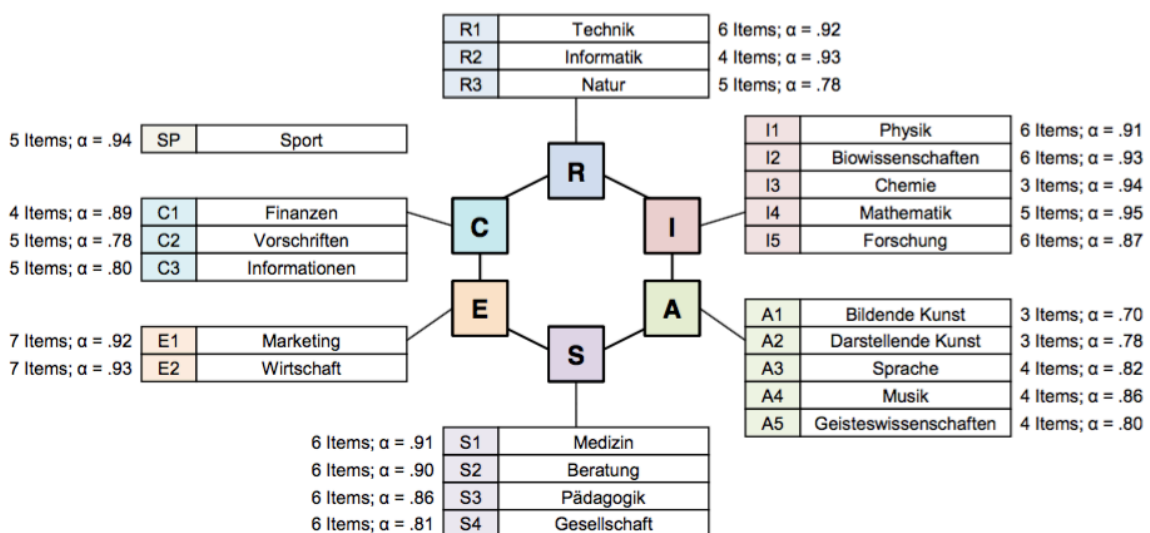 R1 Technik 6 Items; α = .92
R2 Informatik 4 Items; α = .93
R3 Natur 5 Items; α = .78
5 Items; α = .94 SP Sport
I1 Physik 6 Items; α = .91
I2 Biowissenschaften 6 Items; α = .93
I3 Chemie 3 Items; α = .94
I4 Mathematik 5 Items; α = .95
I5 Forschung 6 Items; α = .87
R
C
I
E
A
S
4 Items; α = .89 C1 Finanzen
5 Items; α = .78 C2 Vorschriften
5 Items; α = .80 C3 Informationen
7 Items; α = .92 E1 Marketing
7 Items; α = .93 E2 Wirtschaft
A1 Bildende Kunst 3 Items; α = .70
A2 Darstellende Kunst 3 Items; α = .78
A3 Sprache 4 Items; α = .82
A4 Musik 4 Items; α = .86
A5 Geisteswissenschaften 4 Items; α = .80
6 Items; α = .91 S1 Medizin
6 Items; α = .90 S2 Beratung
6 Items; α = .86 S3 Pädagogik
6 Items; α = .81 S4 Gesellschaft